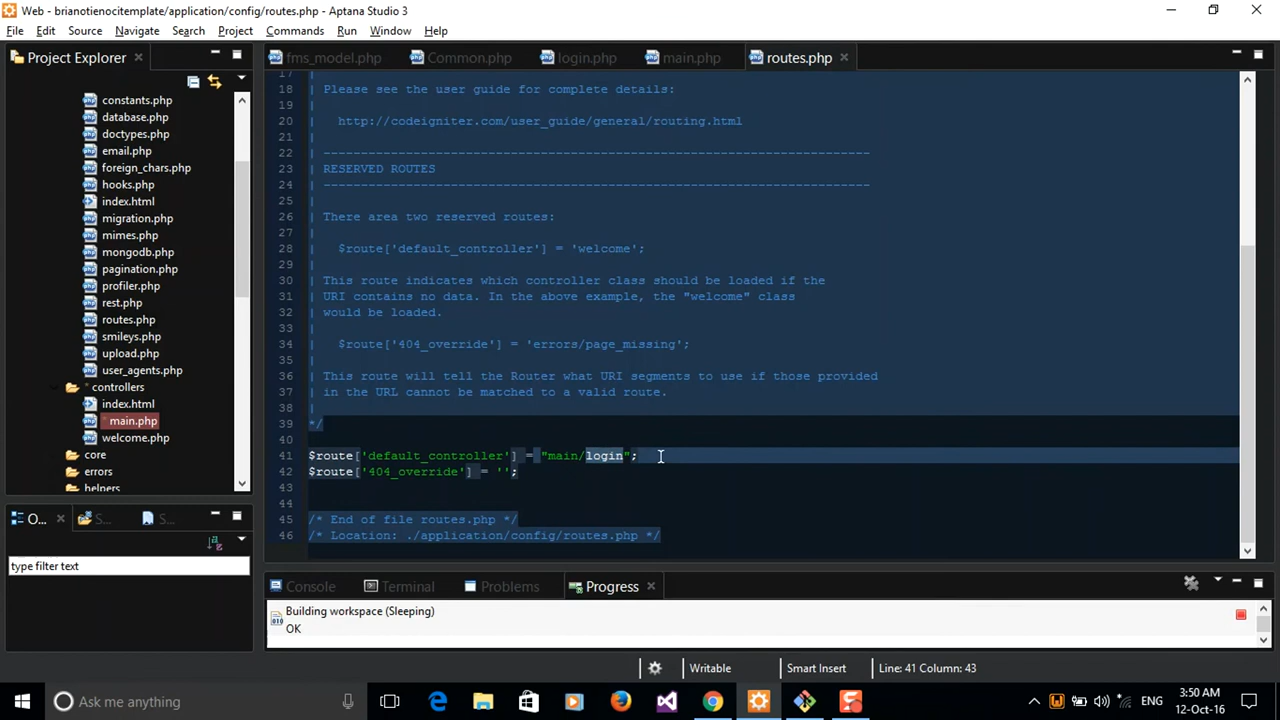 Web - brianotienocitemplate/application/config/routes.php - Aptana Studio 3
File Edit Source Navigate Search Project Commands Run Window Help
Project Explorer
constants.php
database.php
doctypes.php
email.php
foreign_chars.php
hooks.php
index.html
migration.php
mimes.php
mongodb.php
pagination.php
profiler.php
rest.php
routes.php
smileys.php
upload.php
user_agents.php
* controllers
index.html
* main.php
welcome.php
core
errors
helpers
O... S... S...
type filter text
fms_model.php Common.php login.php main.php routes.php
17 |
18 | Please see the user guide for complete details:
19 |
20 | http://codeigniter.com/user_guide/general/routing.html
21 |
22 | -------------------------------------------------------------------------
23 | RESERVED ROUTES
24 | -------------------------------------------------------------------------
25 |
26 | There area two reserved routes:
27 |
28 | $route['default_controller'] = 'welcome';
29 |
30 | This route indicates which controller class should be loaded if the
31 | URI contains no data. In the above example, the "welcome" class
32 | would be loaded.
33 |
34 | $route['404_override'] = 'errors/page_missing';
35 |
36 | This route will tell the Router what URI segments to use if those provided
37 | in the URL cannot be matched to a valid route.
38 |
39 */
40
41 $route['default_controller'] = "main/login";
42 $route['404_override'] = '';
43
44
45 /* End of file routes.php */
46 /* Location: ./application/config/routes.php */
Console Terminal Problems Progress
Building workspace (Sleeping)
OK
Writable Smart Insert Line: 41 Column: 43
Ask me anything
ENG
3:50 AM
12-Oct-16